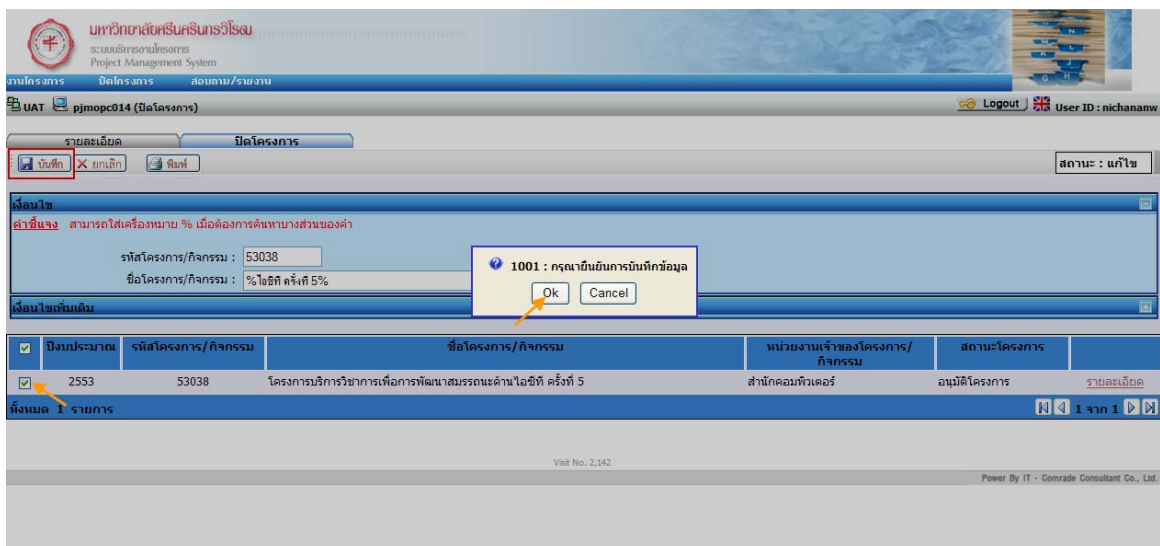 มหาวิทยาลัยศรีนครินทรวิโรฒ
ระบบบริหารงานโครงการ
Project Management System
งานโครงการ ปิดโครงการ สอบถาม/รายงาน
UAT pjmopc014 (ปิดโครงการ) Logout User ID : nichananw
รายละเอียด ปิดโครงการ
บันทึก ยกเลิก พิมพ์ สถานะ : แก้ไข
เงื่อนไข
คำชี้แจง สามารถใส่เครื่องหมาย % เมื่อต้องการค้นหาบางส่วนของคำ
รหัสโครงการ/กิจกรรม : 53038
ชื่อโครงการ/กิจกรรม : %ไอซีที ครั้งที่ 5%
1001 : กรุณายืนยันการบันทึกข้อมูล
Ok Cancel
เงื่อนไขเพิ่มเติม
ปีงบประมาณ รหัสโครงการ/กิจกรรม ชื่อโครงการ/กิจกรรม หน่วยงานเจ้าของโครงการ/กิจกรรม สถานะโครงการ
2553 53038 โครงการบริการวิชาการเพื่อการพัฒนาสมรรถนะด้านไอซีที ครั้งที่ 5 สำนักคอมพิวเตอร์ อนุมัติโครงการ รายละเอียด
ทั้งหมด 1 รายการ 1 จาก 1
Visit No. 2,142
Power By IT - Comrade Consultant Co., Ltd.